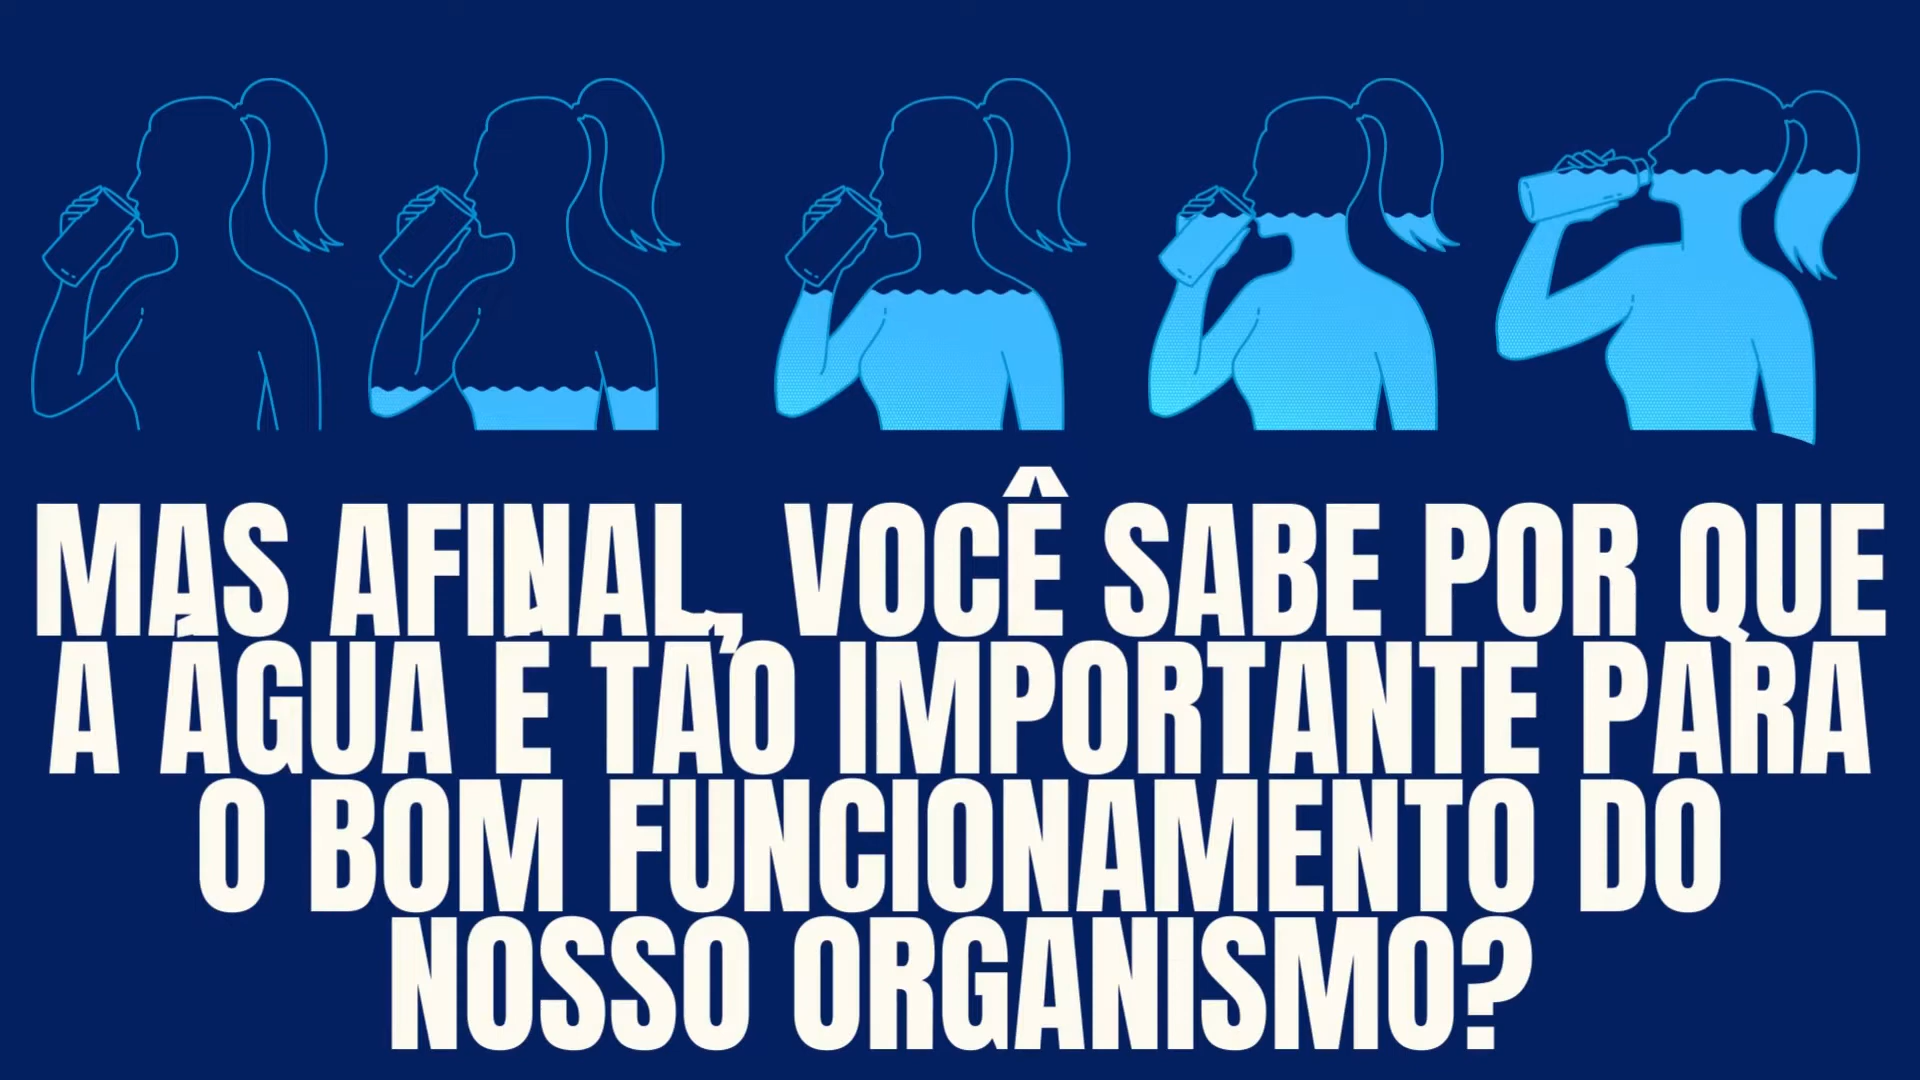 MAS AFINAL, VOCÊ SABE POR QUE
A ÁGUA É TÃO IMPORTANTE PARA
O BOM FUNCIONAMENTO DO
NOSSO ORGANISMO?